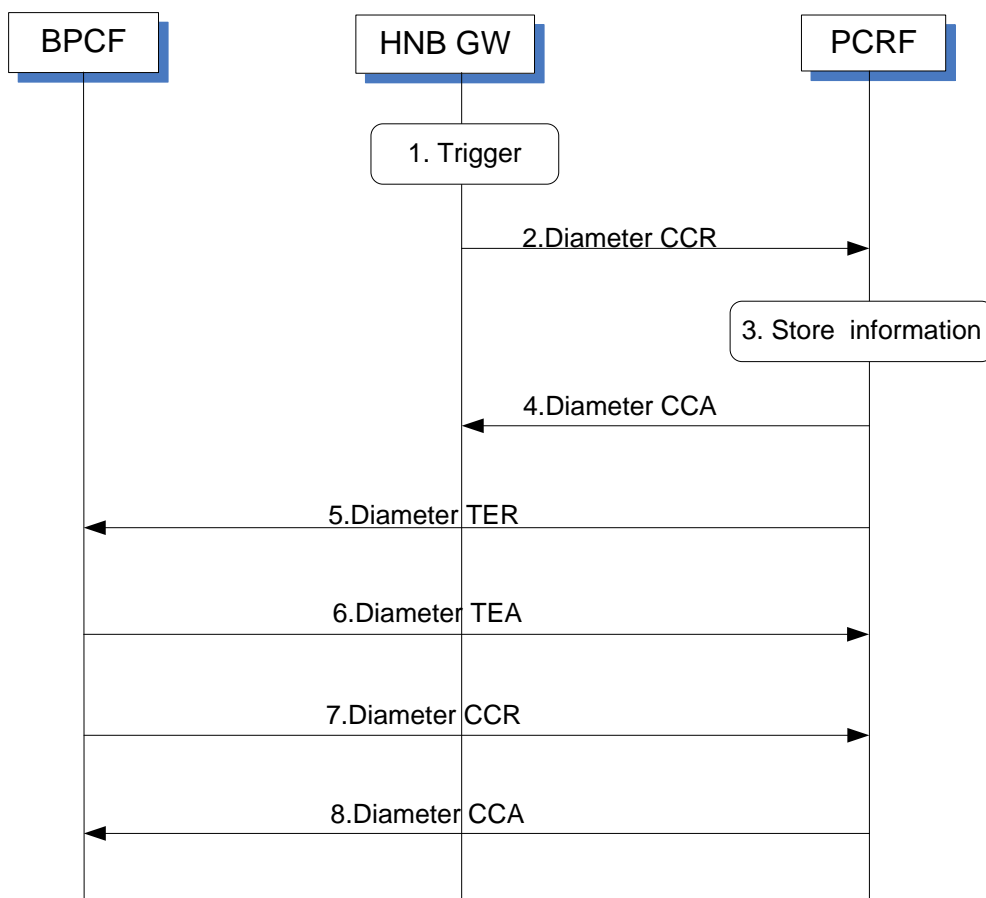 BPCF
HNB GW
PCRF
1. Trigger
2.Diameter CCR
3. Store information
4.Diameter CCA
5.Diameter TER
6.Diameter TEA
7.Diameter CCR
8.Diameter CCA